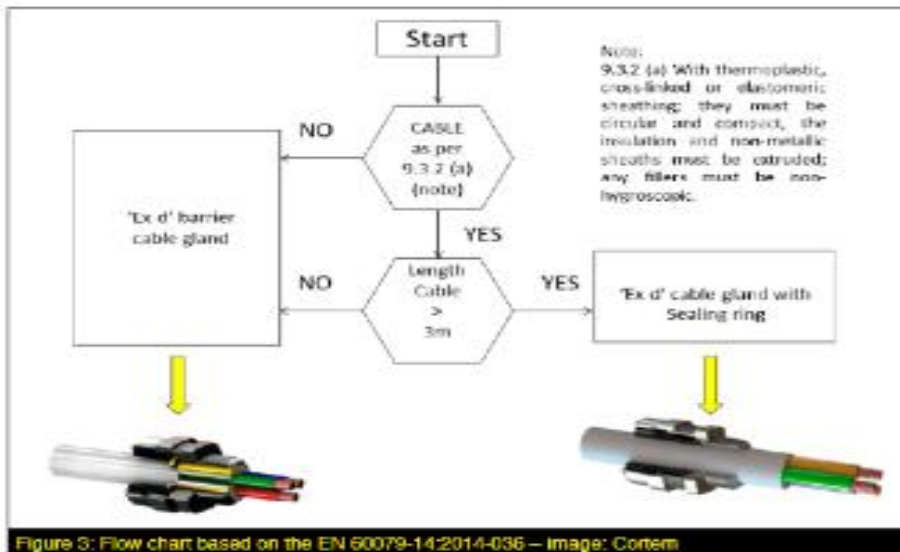 Start
Note:
9.3.2 (a) With thermoplastic,
cross-linked or elastomeric
sheathing; they must be
circular and compact, the
insulation and non-metallic
sheaths must be extruded;
any fillers must be non-
hygroscopic.
NO
CABLE
as per
9.3.2 (a)
(note)
'Ex d' barrier
cable gland
YES
NO
Length
Cable
>
3m
YES
'Ex d' cable gland with
Sealing ring
Figure 3: Flow chart based on the EN 60079-14:2014-036 – image: Cortem